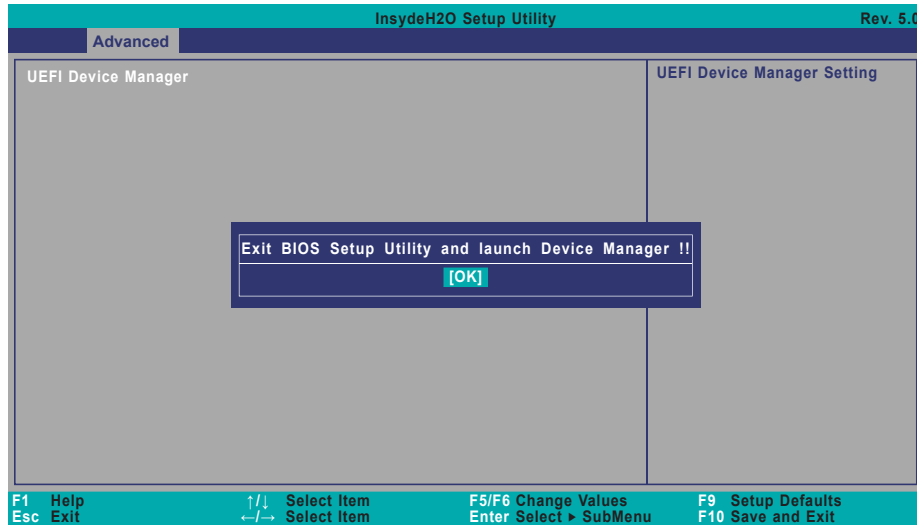 InsydeH2O Setup Utility Rev. 5.0
Advanced
UEFI Device Manager
UEFI Device Manager Setting
Exit BIOS Setup Utility and launch Device Manager !!
[OK]
F1 Help ↑/↓ Select Item F5/F6 Change Values F9 Setup Defaults
Esc Exit ←/→ Select Item Enter Select ▶ SubMenu F10 Save and Exit